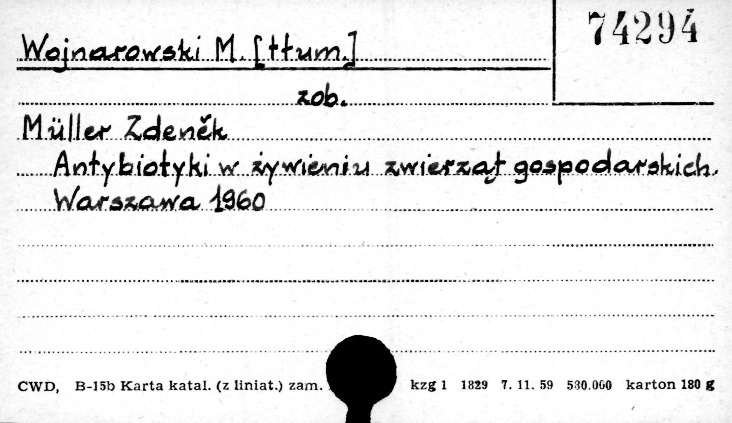 74294
Wojnarowski M. [tłum.]
zob.
Müller Zdeněk
Antybiotyki w żywieniu zwierząt gospodarskich.
Warszawa 1960
CWD, B-15b Karta katal. (z liniat.) zam. kzg 1 1829 7. 11. 59 580.000 karton 180 g